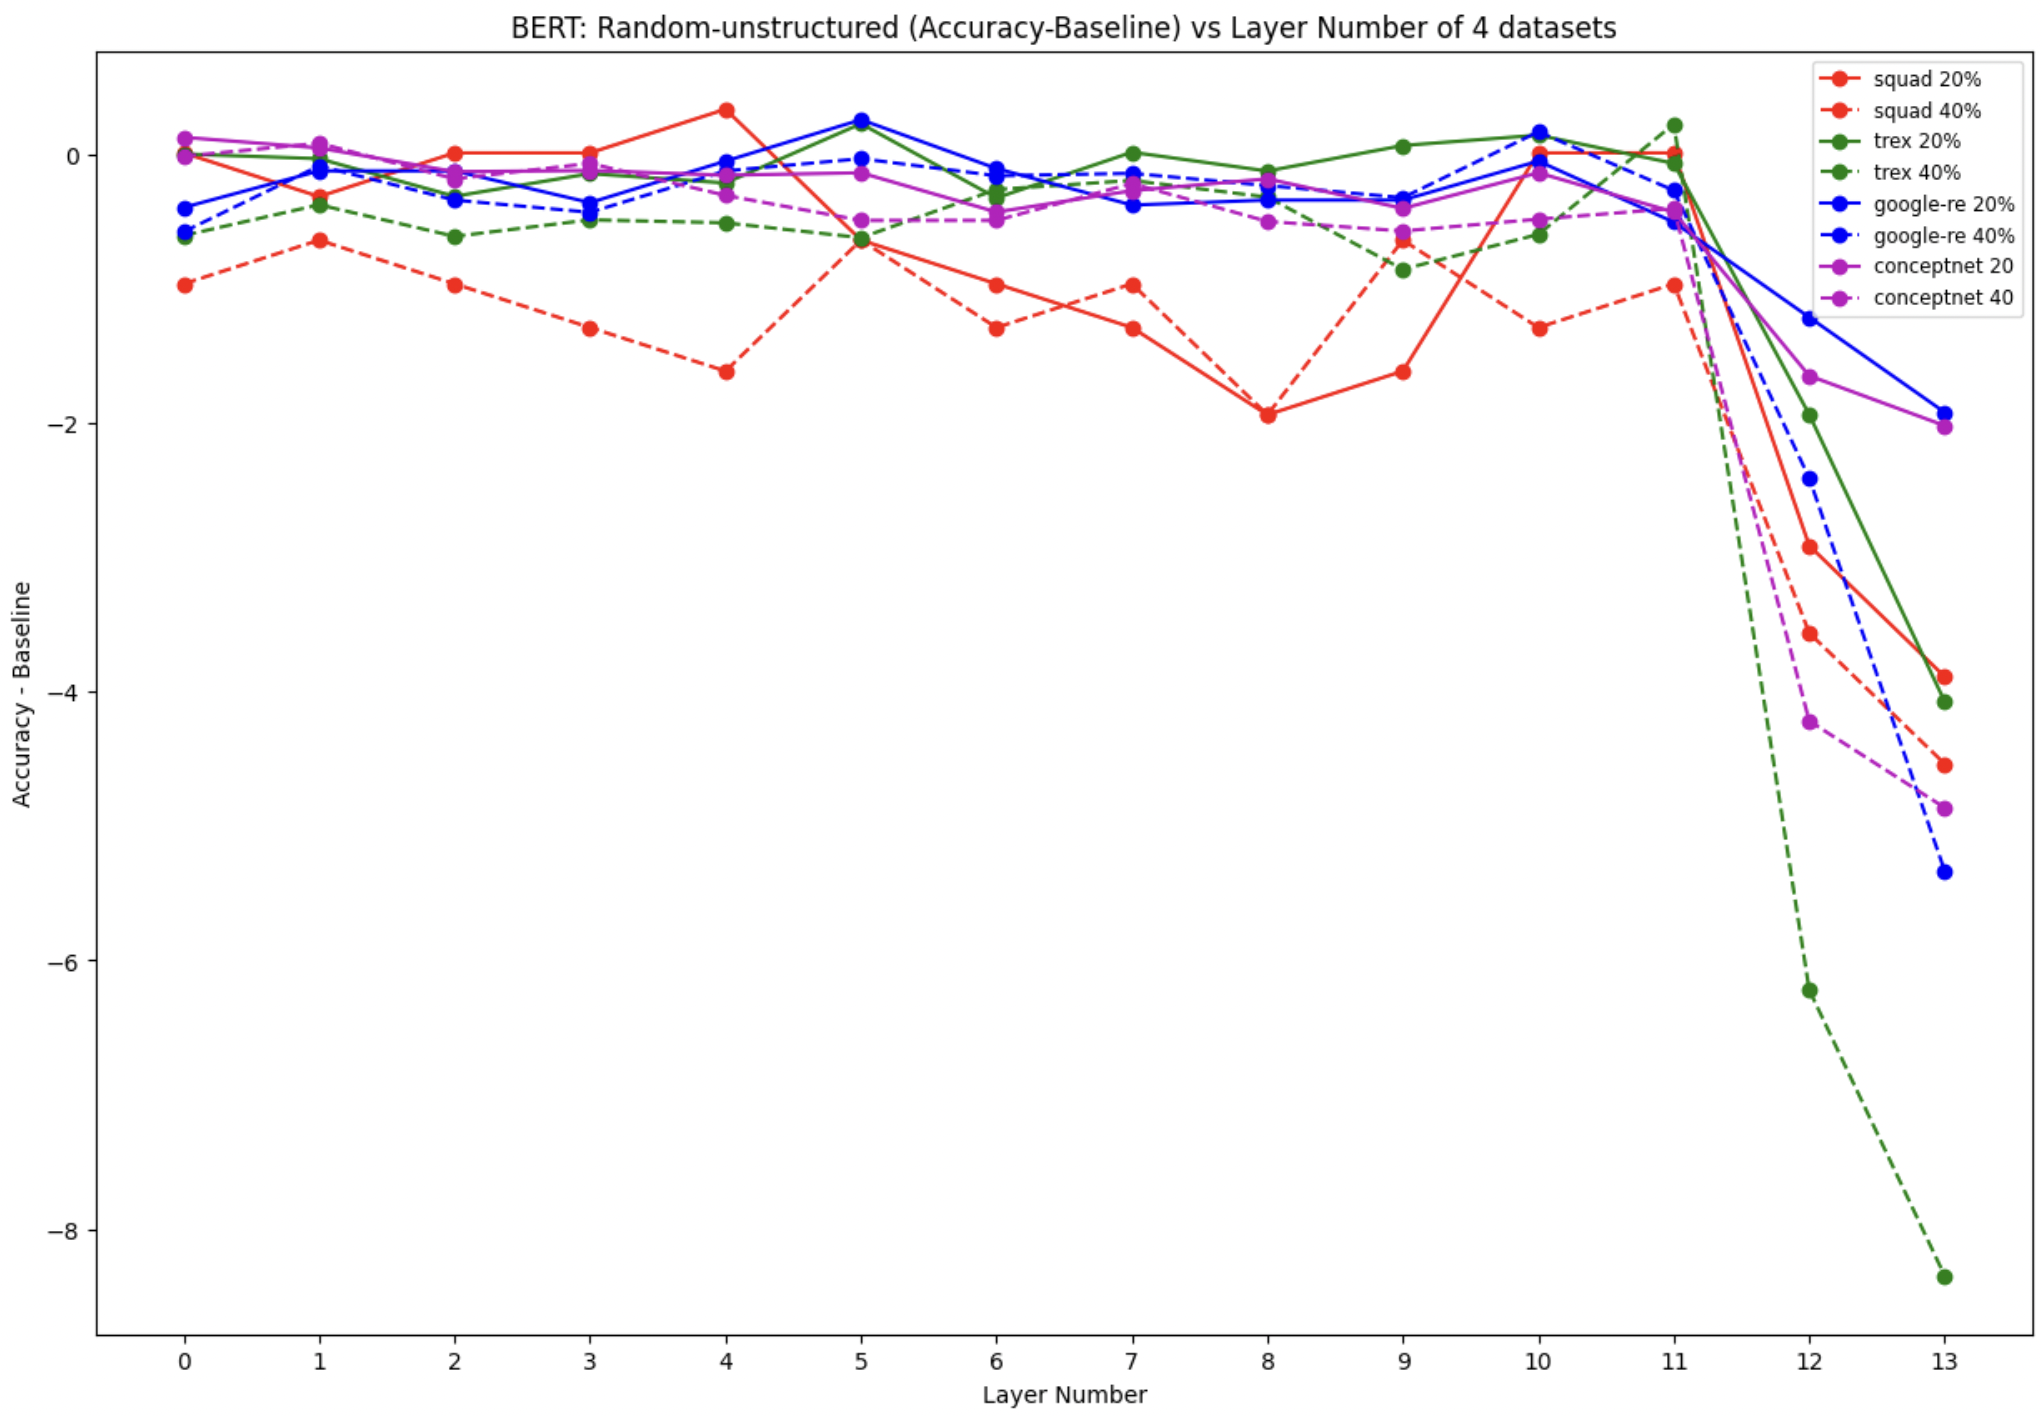 BERT: Random-unstructured (Accuracy-Baseline) vs Layer Number of 4 datasets
squad 20%
squad 40%
trex 20%
trex 40%
google-re 20%
google-re 40%
conceptnet 20
conceptnet 40
Accuracy - Baseline
0
−2
−4
−6
−8
0 1 2 3 4 5 6 7 8 9 10 11 12 13
Layer Number